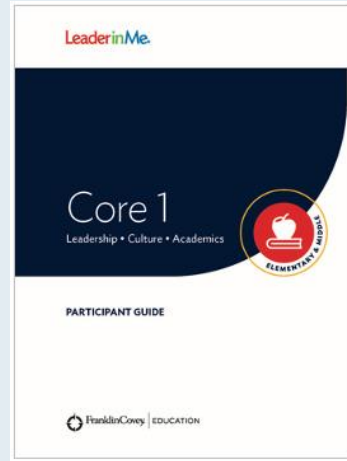 LeaderinMe.
Core 1
Leadership • Culture • Academics
ELEMENTARY & MIDDLE
PARTICIPANT GUIDE
FranklinCovey | EDUCATION